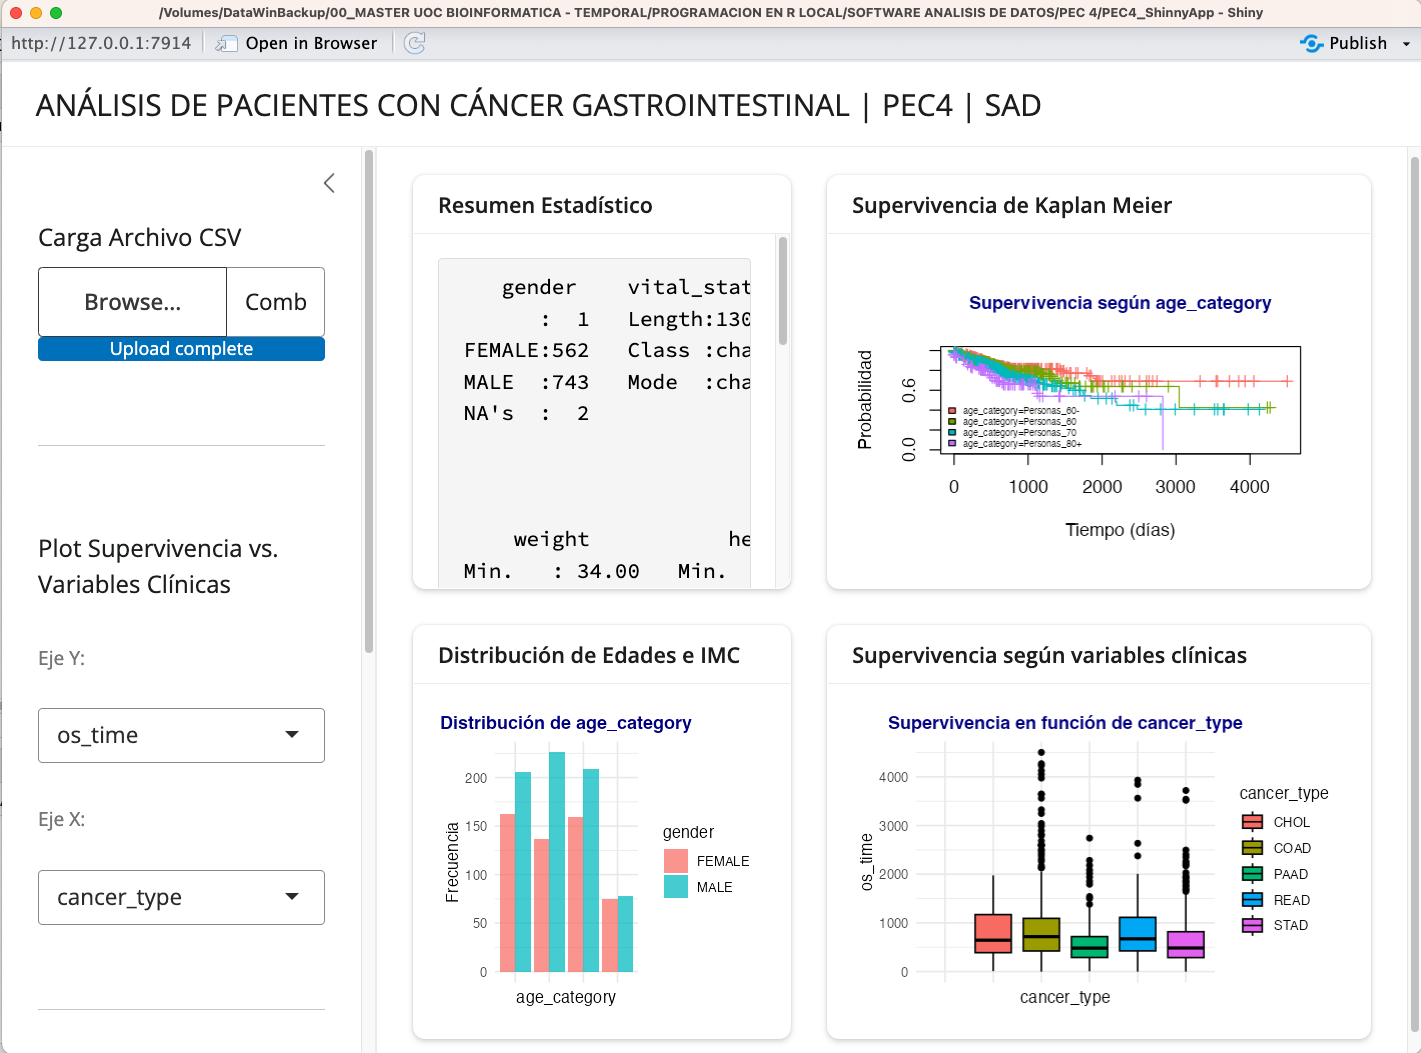 /Volumes/DataWinBackup/00_MASTER UOC BIOINFORMATICA - TEMPORAL/PROGRAMACION EN R LOCAL/SOFTWARE ANALISIS DE DATOS/PEC 4/PEC4_ShinnyApp - Shiny
http://127.0.0.1:7914
Open in Browser
Publish
ANÁLISIS DE PACIENTES CON CÁNCER GASTROINTESTINAL | PEC4 | SAD
Carga Archivo CSV
Browse...
Comb
Upload complete
Plot Supervivencia vs.
Variables Clínicas
Eje Y:
os_time
Eje X:
cancer_type
Resumen Estadístico
gender vital_stat
: 1 Length:130
FEMALE:562 Class :cha
MALE :743 Mode :cha
NA's : 2
weight he
Min. : 34.00 Min.
Supervivencia de Kaplan Meier
Supervivencia según age_category
Probabilidad
0.6
0.0
age_category=Personas_60-
age_category=Personas_60
age_category=Personas_70
age_category=Personas_80+
0 1000 2000 3000 4000
Tiempo (días)
Distribución de Edades e IMC
Distribución de age_category
Frecuencia
200
150
100
50
0
age_category
gender
FEMALE
MALE
Supervivencia según variables clínicas
Supervivencia en función de cancer_type
os_time
4000
3000
2000
1000
0
cancer_type
cancer_type
CHOL
COAD
PAAD
READ
STAD